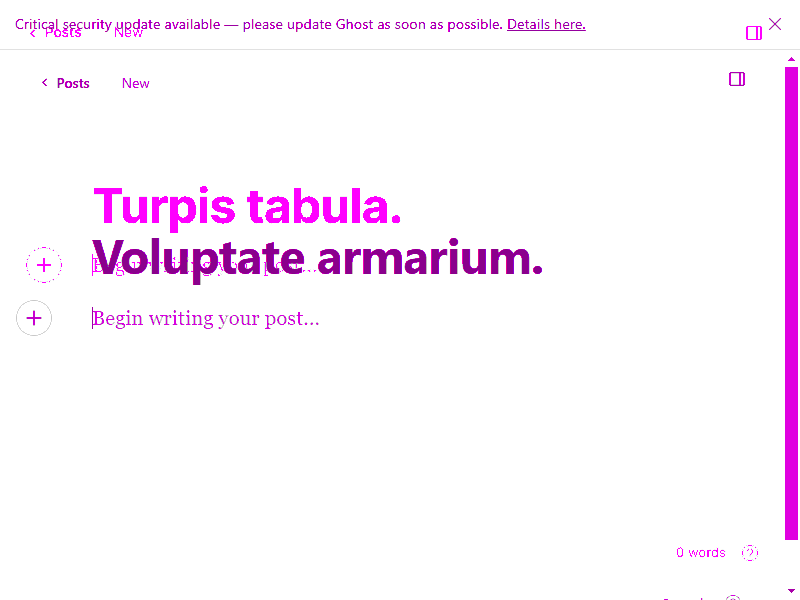 Critical security update available — please update Ghost as soon as possible. Details here.
Posts New
Posts New
Turpis tabula.
Voluptate armarium.
Begin writing your post...
Begin writing your post...
0 words ?